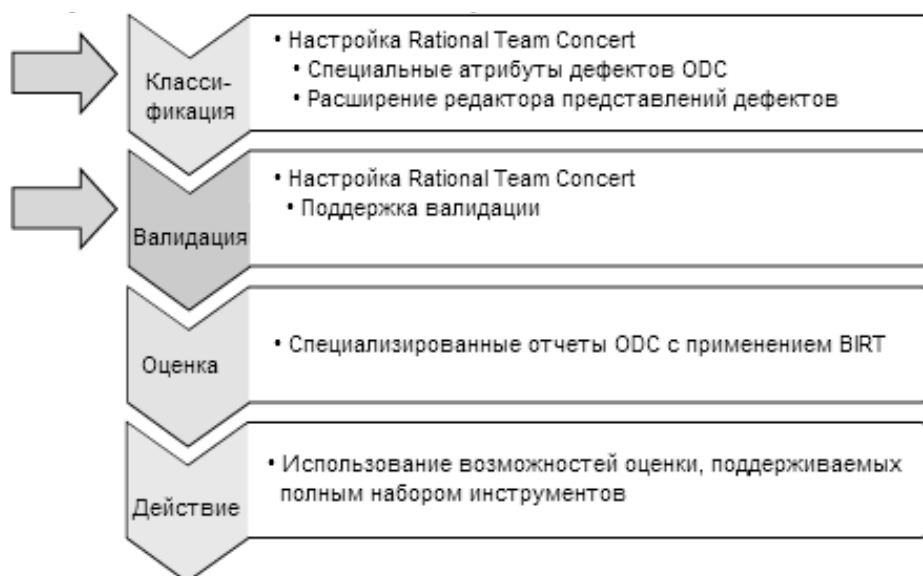 Класси-
фикация
• Настройка Rational Team Concert
• Специальные атрибуты дефектов ODC
• Расширение редактора представлений дефектов
Валидация
• Настройка Rational Team Concert
• Поддержка валидации
Оценка
• Специализированные отчеты ODC с применением BIRT
Действие
• Использование возможностей оценки, поддерживаемых
полным набором инструментов